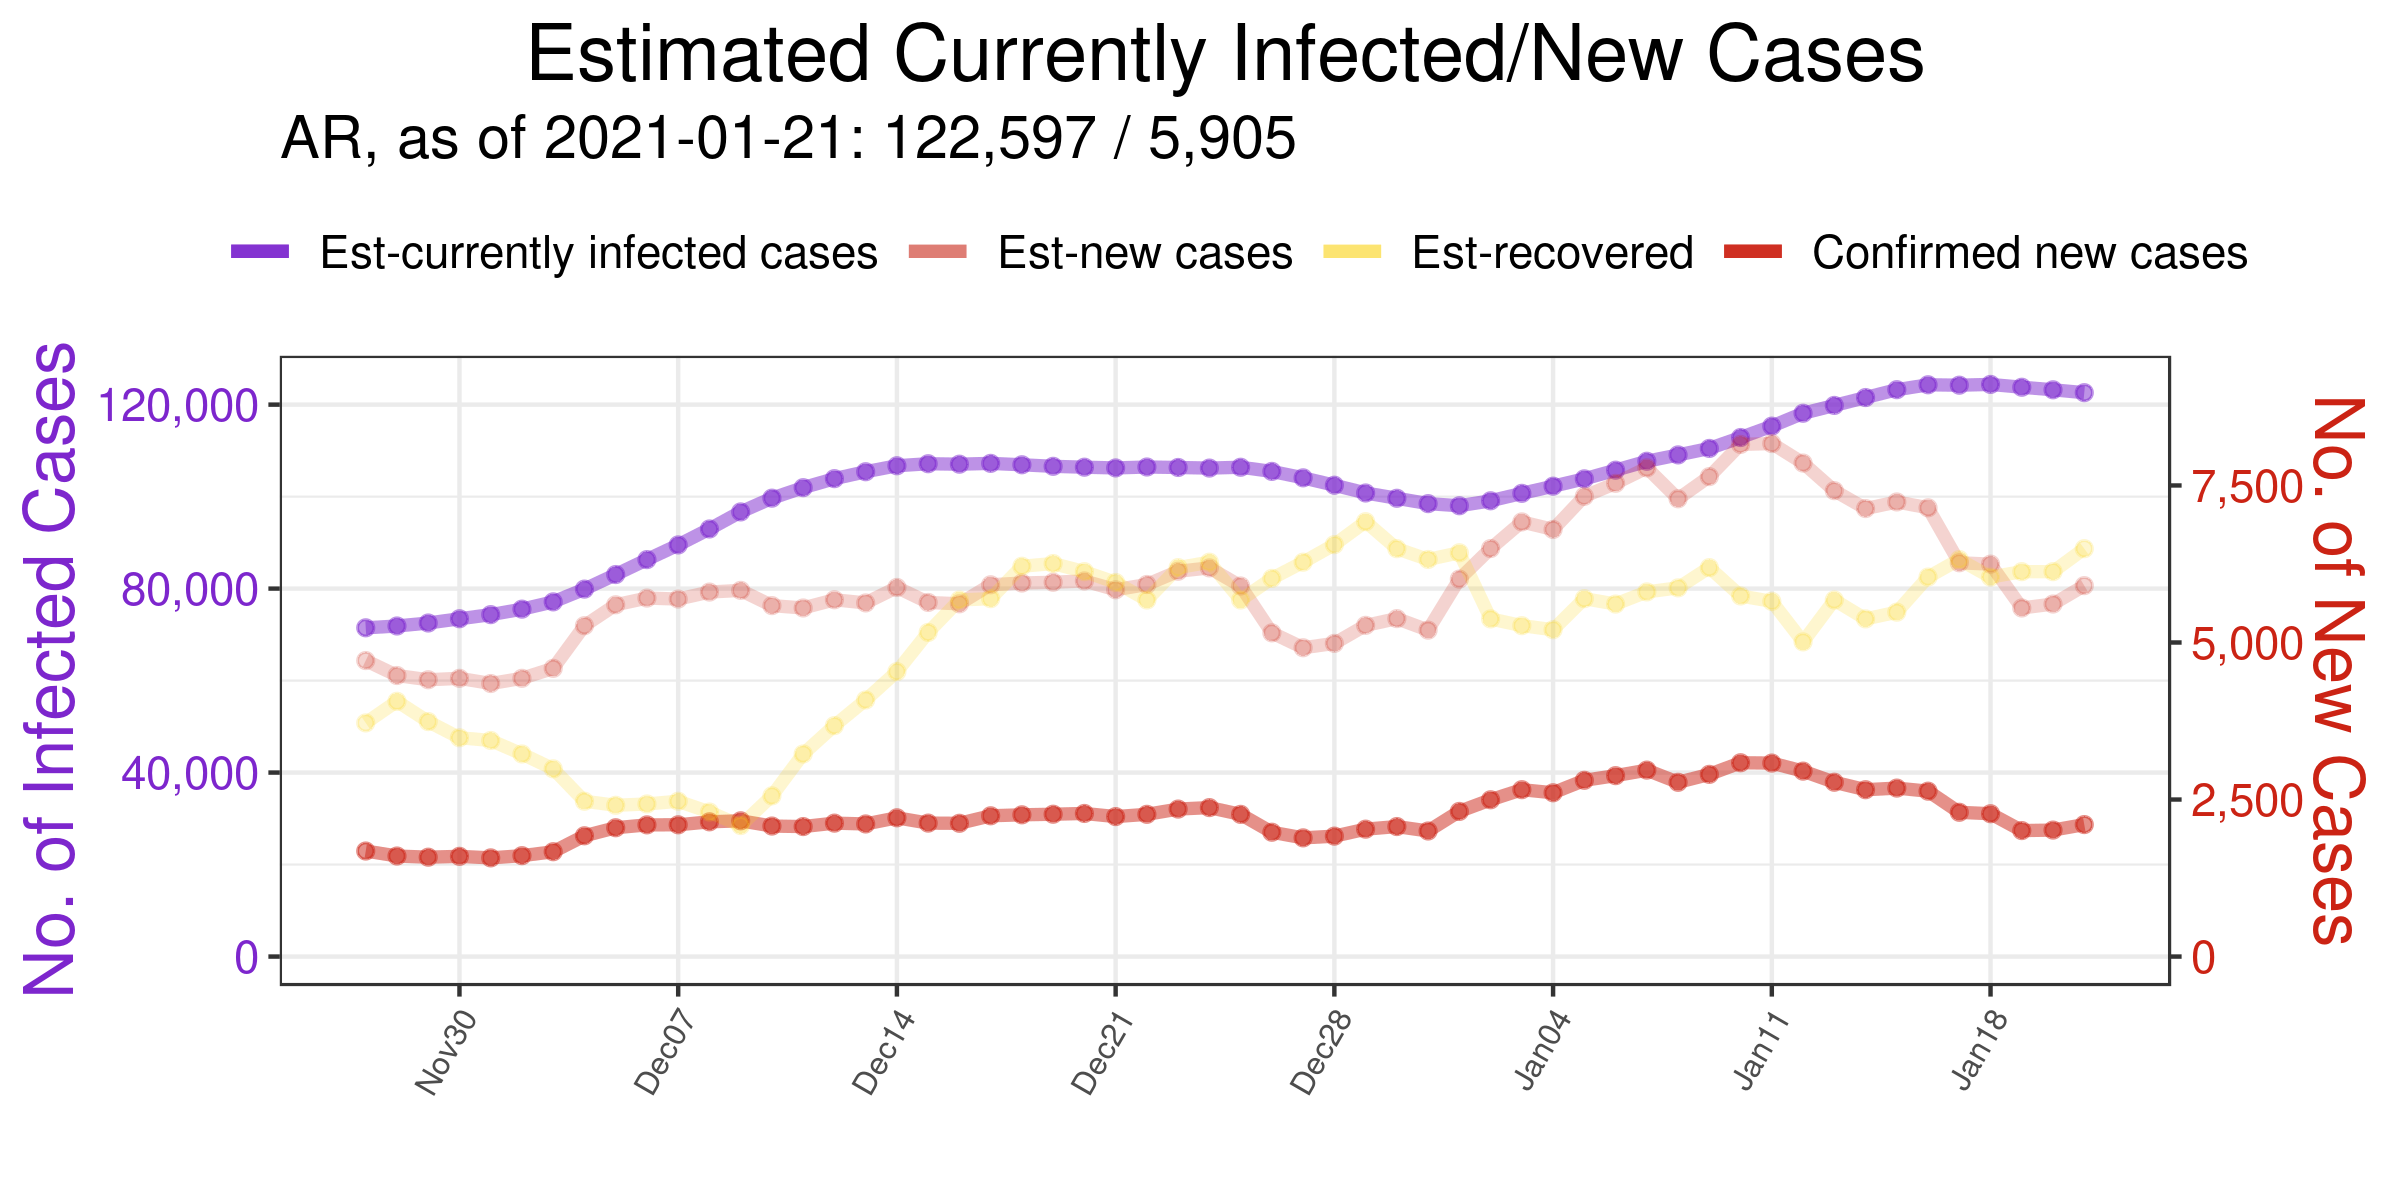 Estimated Currently Infected/New Cases
AR, as of 2021-01-21: 122,597 / 5,905
Est-currently infected cases Est-new cases Est-recovered Confirmed new cases
No. of Infected Cases
120,000
80,000
40,000
0
No. of New Cases
7,500
5,000
2,500
0
Nov30 Dec07 Dec14 Dec21 Dec28 Jan04 Jan11 Jan18